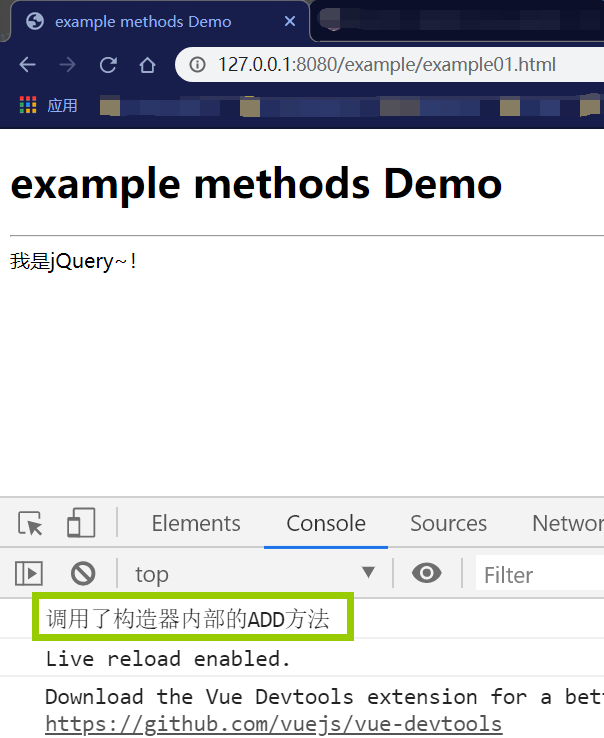 example methods Demo
127.0.0.1:8080/example/example01.html
应用
example methods Demo
我是jQuery~!
Elements Console Sources Networ
top Filter
调用了构造器内部的ADD方法
Live reload enabled.
Download the Vue Devtools extension for a bett
https://github.com/vuejs/vue-devtools